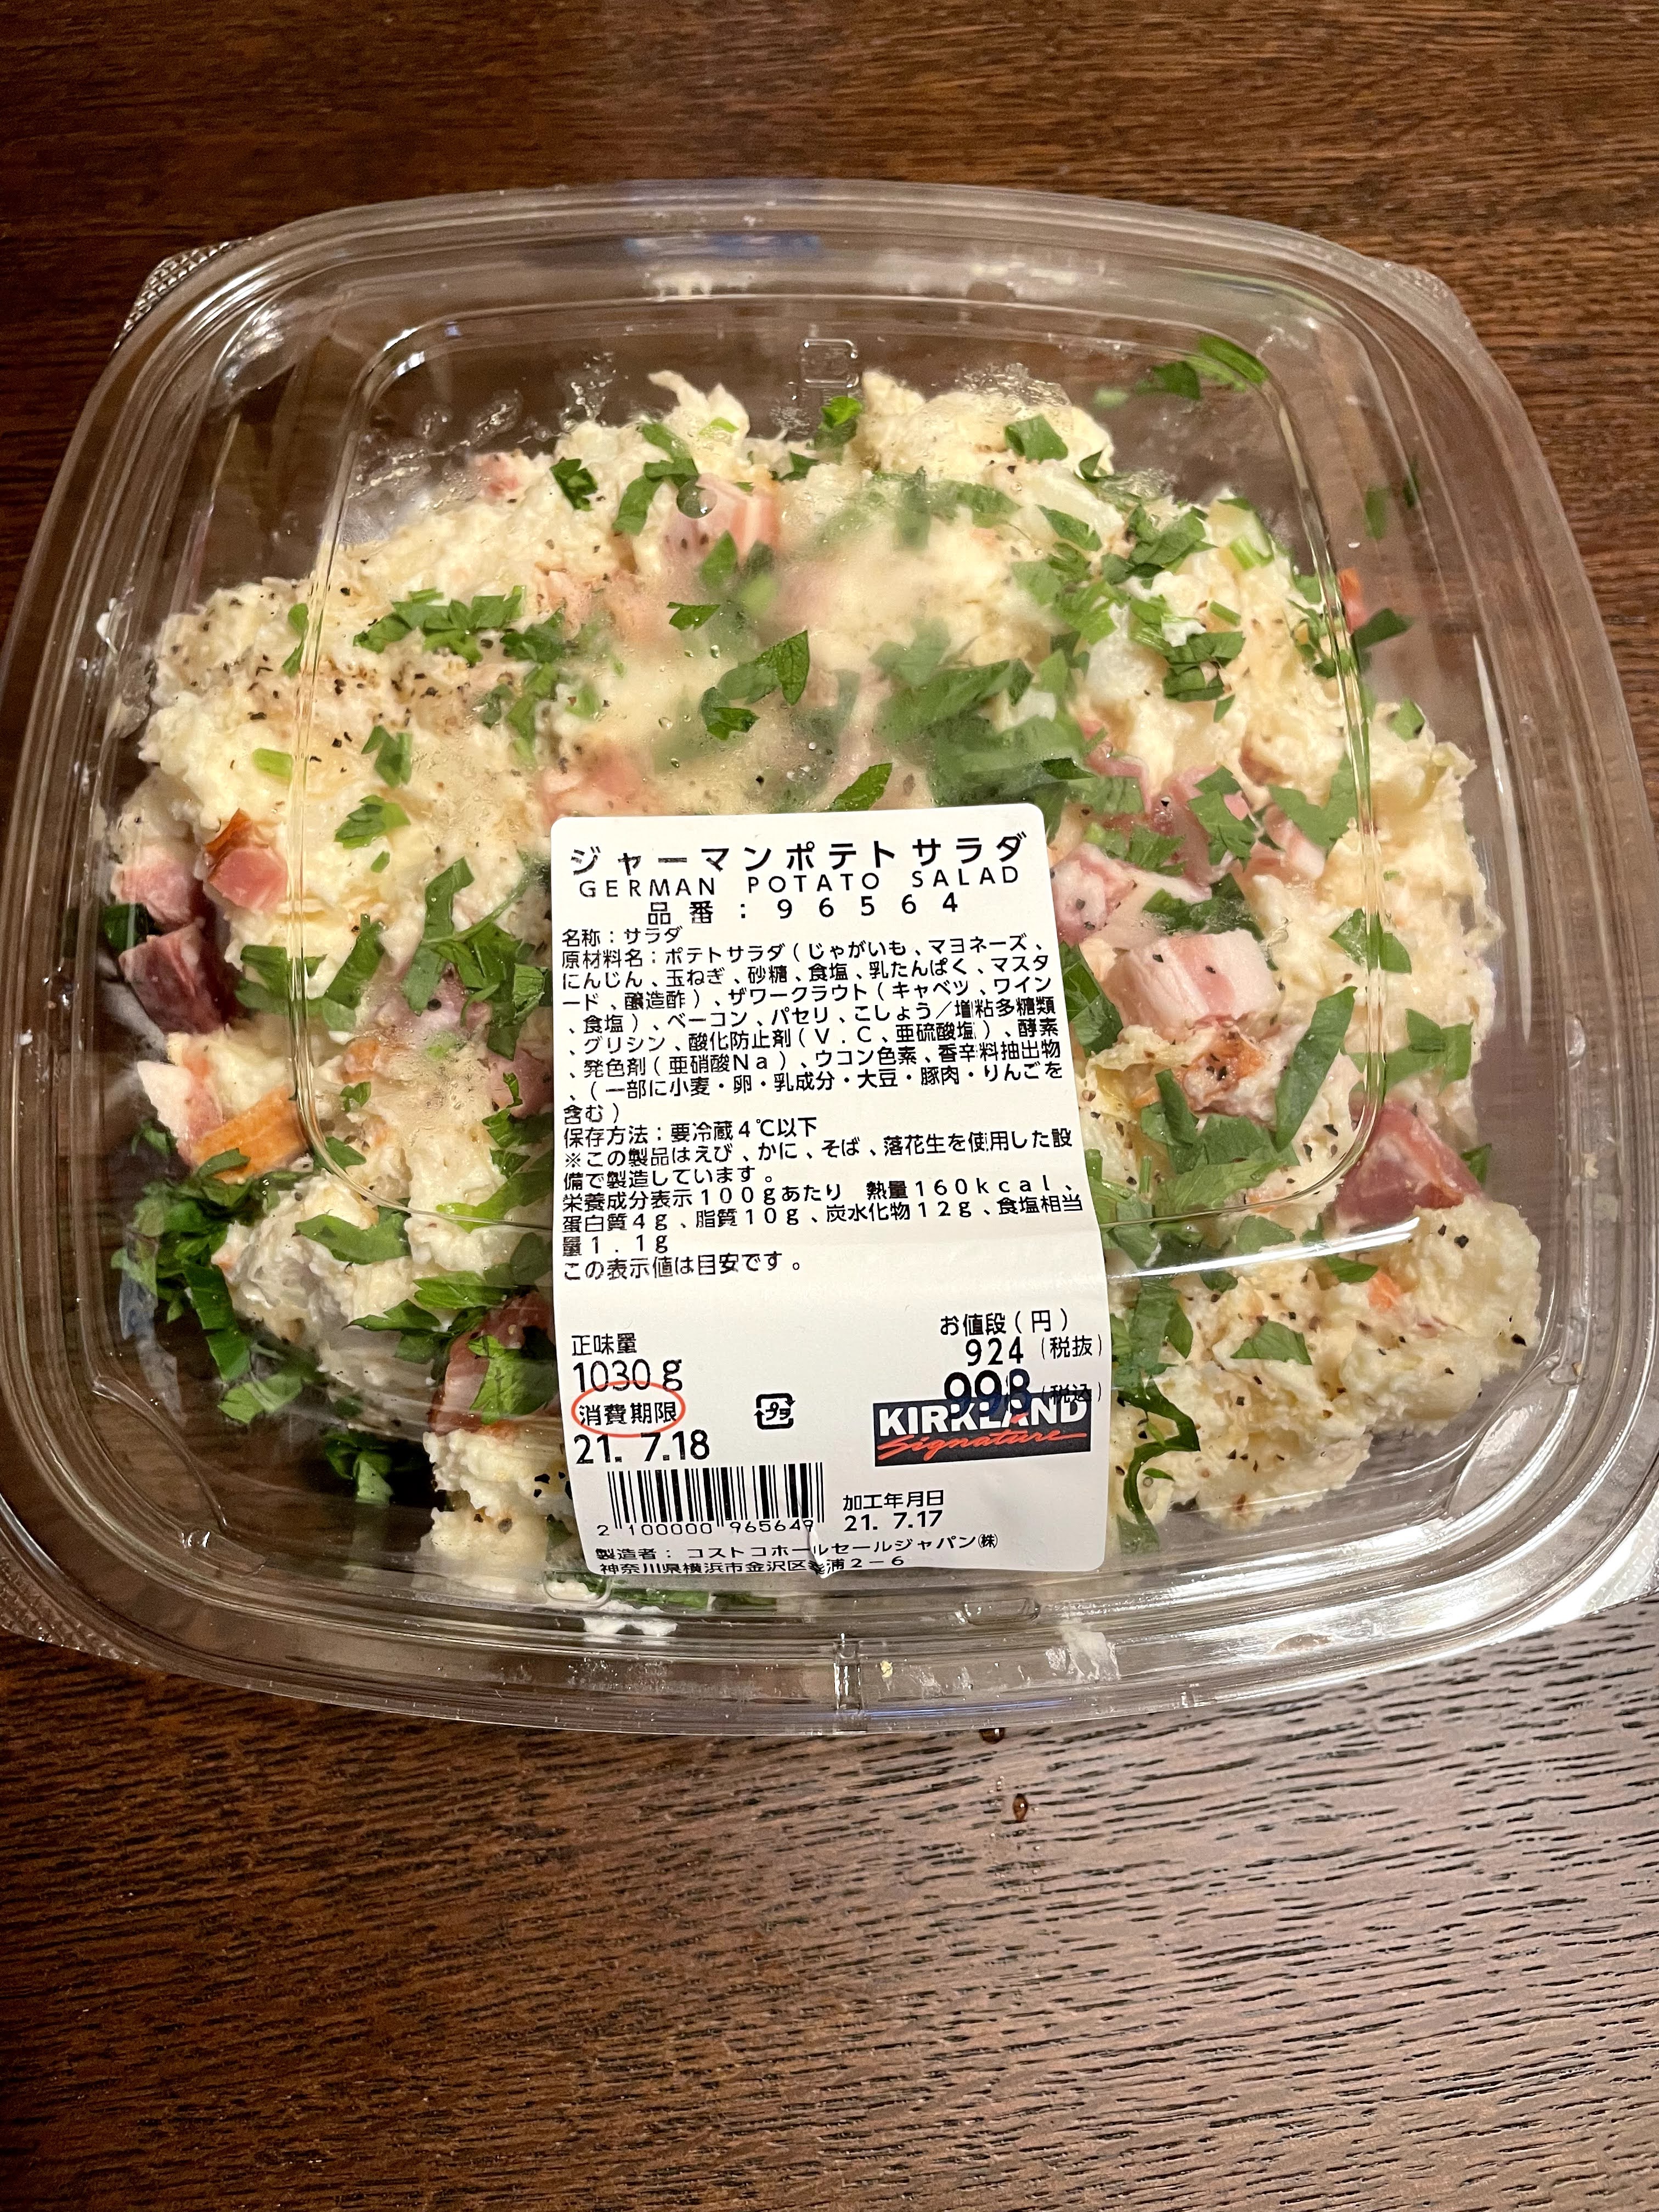 ジャーマンポテトサラダ
GERMAN POTATO SALAD
品番:96564
名称:サラダ
原材料名:ポテトサラダ(じゃがいも、マヨネーズ、
にんじん、玉ねぎ、砂糖、食塩、乳たんぱく、マスタ
ード、醸造酢)、ザワークラウト(キャベツ、ワイン
、食塩)、ベーコン、パセリ、こしょう/増粘多糖類
、グリシン、酸化防止剤(V.C、亜硫酸塩)、酵素
、発色剤(亜硝酸Na)、ウコン色素、香辛料抽出物
、(一部に小麦・卵・乳成分・大豆・豚肉・りんごを
含む)
保存方法:要冷蔵4℃以下
※この製品はえび、かに、そば、落花生を使用した設
備で製造しています。
栄養成分表示100gあたり 熱量160kcal、
蛋白質4g、脂質10g、炭水化物12g、食塩相当
量1.1g
この表示値は目安です。
お値段(円)
924(税抜)
998(税込)
正味量
1030g
消費期限
21. 7.18
プラ
KIRKLAND
Signature
2 100000 965649
加工年月日
21. 7.17
製造者: コストコホールセールジャパン㈱
神奈川県横浜市金沢区幸浦2-6